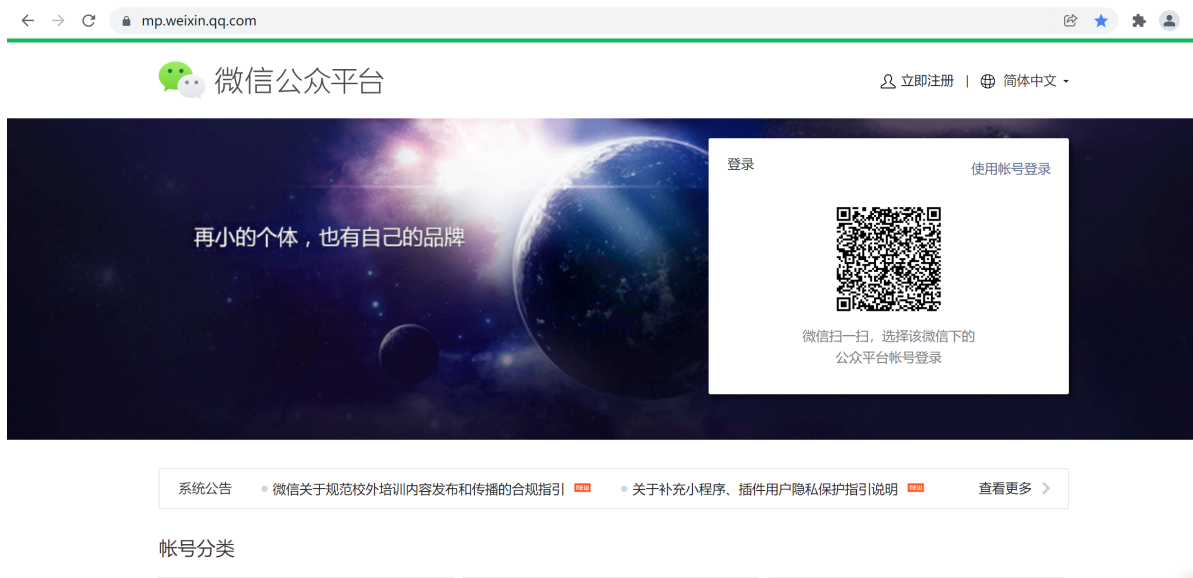 mp.weixin.qq.com
微信公众平台
立即注册 | 简体中文
登录
使用帐号登录
再小的个体，也有自己的品牌
微信扫一扫，选择该微信下的
公众平台帐号登录
系统公告 微信关于规范校外培训内容发布和传播的合规指引 NEW 关于补充小程序、插件用户隐私保护指引说明 NEW 查看更多
帐号分类